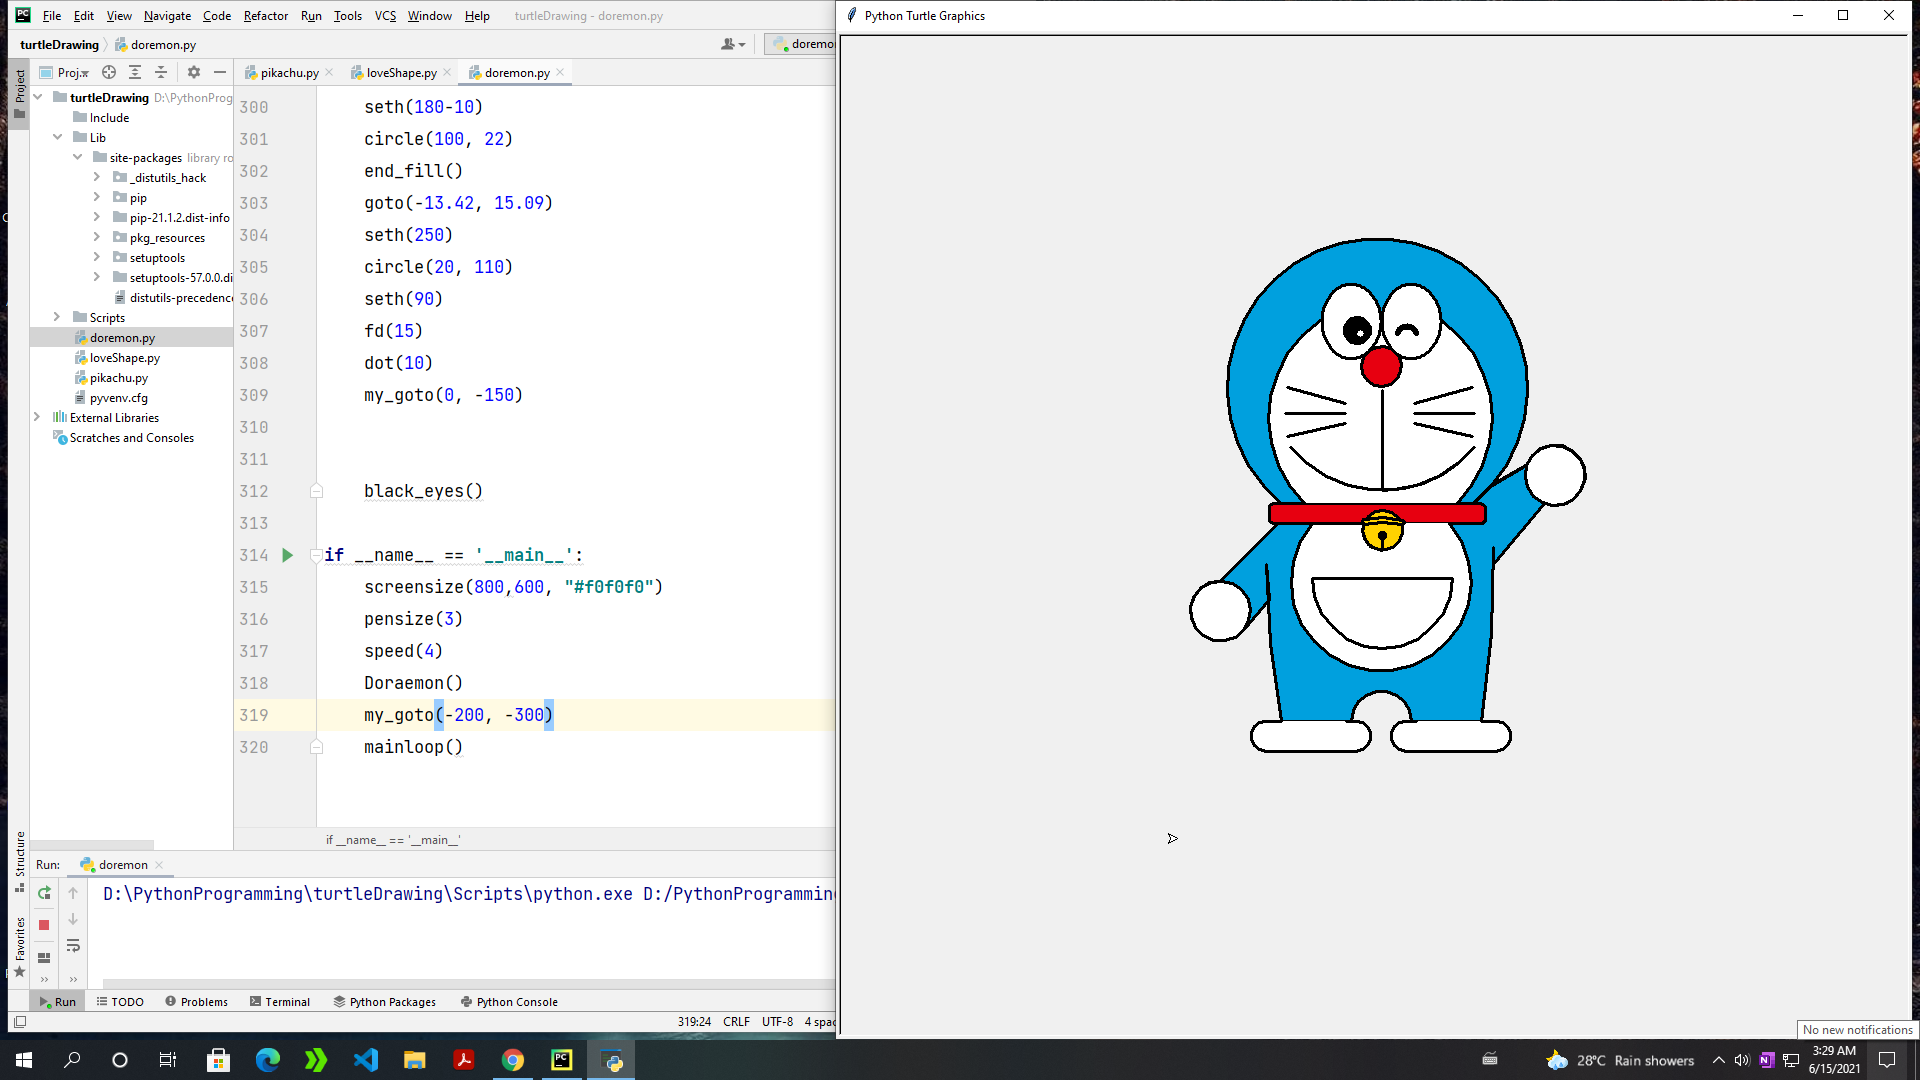 File Edit View Navigate Code Refactor Run Tools VCS Window Help turtleDrawing - doremon.py
Python Turtle Graphics
turtleDrawing doremon.py
Project
Proj...
pikachu.py loveShape.py doremon.py
turtleDrawing D:\PythonProg
Include
Lib
site-packages library ro
_distutils_hack
pip
pip-21.1.2.dist-info
pkg_resources
setuptools
setuptools-57.0.0.di
distutils-precedence
Scripts
doremon.py
loveShape.py
pikachu.py
pyvenv.cfg
External Libraries
Scratches and Consoles
300 seth(180-10)
301 circle(100, 22)
302 end_fill()
303 goto(-13.42, 15.09)
304 seth(250)
305 circle(20, 110)
306 seth(90)
307 fd(15)
308 dot(10)
309 my_goto(0, -150)
310
311
312 black_eyes()
313
314 if __name__ == '__main__':
315 screensize(800,600, "#f0f0f0")
316 pensize(3)
317 speed(4)
318 Doraemon()
319 my_goto(-200, -300)
320 mainloop()
if __name__ == '__main__'
Structure
Favorites
Run: doremon
D:\PythonProgramming\turtleDrawing\Scripts\python.exe D:/PythonProgramming
Run TODO Problems Terminal Python Packages Python Console
319:24 CRLF UTF-8 4 spac
No new notifications
28°C Rain showers
3:29 AM
6/15/2021